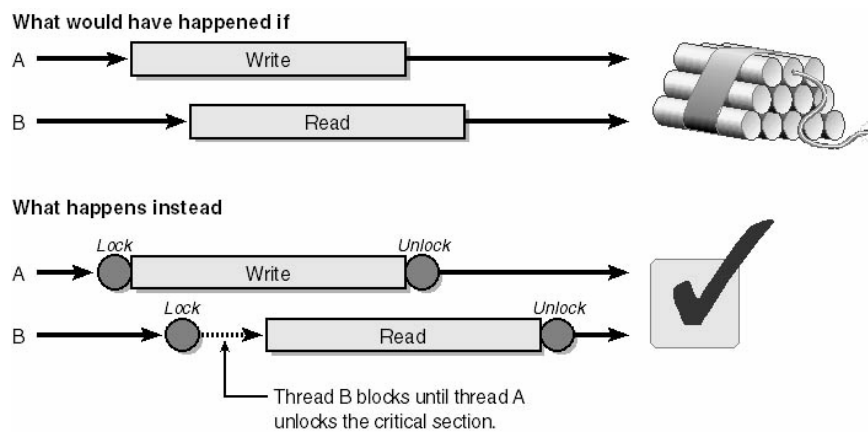 What would have happened if
A
Write
B
Read
What happens instead
Lock
Unlock
A
Write
Lock
Unlock
B
Read
Thread B blocks until thread A
unlocks the critical section.